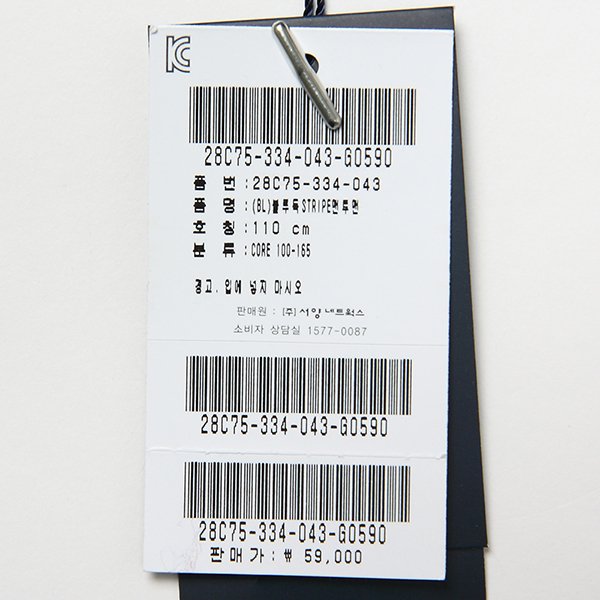 KC
28C75-334-043-G0590
품 번 : 28C75-334-043
품 명 : (BL)블루독STRIPE먼투먼
호 칭 : 110 cm
분 류 : CORE 100-165
경고. 입에 넣지 마시오
판매원 : [주] 서양네트웍스
소비자 상담실 1577-0087
28C75-334-043-G0590
28C75-334-043-G0590
판매가 : ₩ 59,000